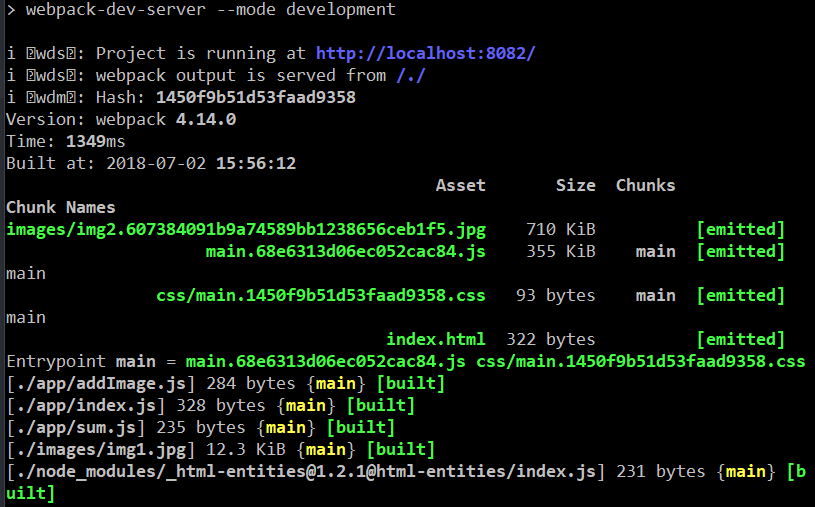 > webpack-dev-server --mode development
i ｢wds｣: Project is running at http://localhost:8082/
i ｢wds｣: webpack output is served from /./
i ｢wdm｣: Hash: 1450f9b51d53faad9358
Version: webpack 4.14.0
Time: 1349ms
Built at: 2018-07-02 15:56:12
Asset Size Chunks
Chunk Names
images/img2.607384091b9a74589bb1238656ceb1f5.jpg 710 KiB [emitted]
main.68e6313d06ec052cac84.js 355 KiB main [emitted]
main
css/main.1450f9b51d53faad9358.css 93 bytes main [emitted]
main
index.html 322 bytes [emitted]
Entrypoint main = main.68e6313d06ec052cac84.js css/main.1450f9b51d53faad9358.css
[./app/addImage.js] 284 bytes {main} [built]
[./app/index.js] 328 bytes {main} [built]
[./app/sum.js] 235 bytes {main} [built]
[./images/img1.jpg] 12.3 KiB {main} [built]
[./node_modules/_html-entities@1.2.1@html-entities/index.js] 231 bytes {main} [b
uilt]